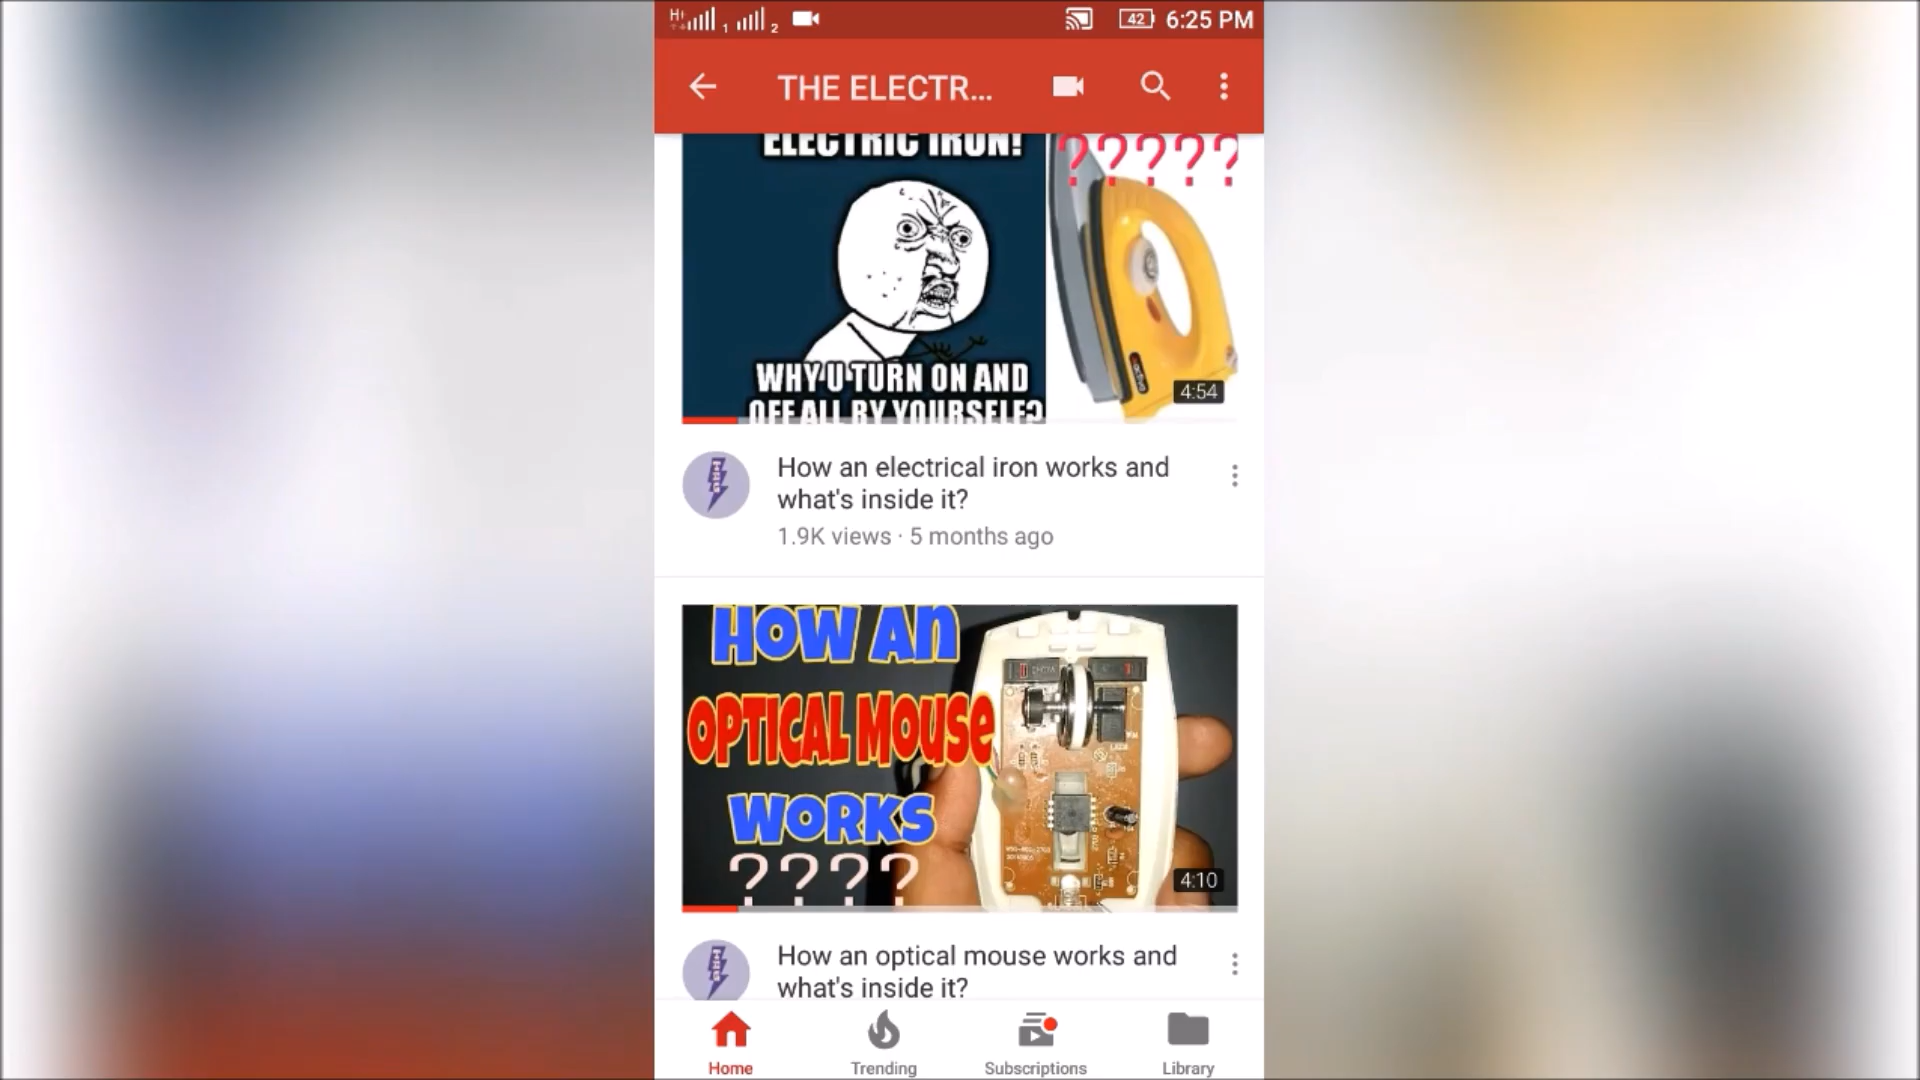 42 6:25 PM
THE ELECTR...
ELECTRIC IRON!
?????
WHY U TURN ON AND
OFF ALL BY YOURSELF?
4:54
How an electrical iron works and
what's inside it?
1.9K views · 5 months ago
HOW AN
OPTICAL MOUSE
WORKS
????
4:10
How an optical mouse works and
what's inside it?
Home
Trending
Subscriptions
Library